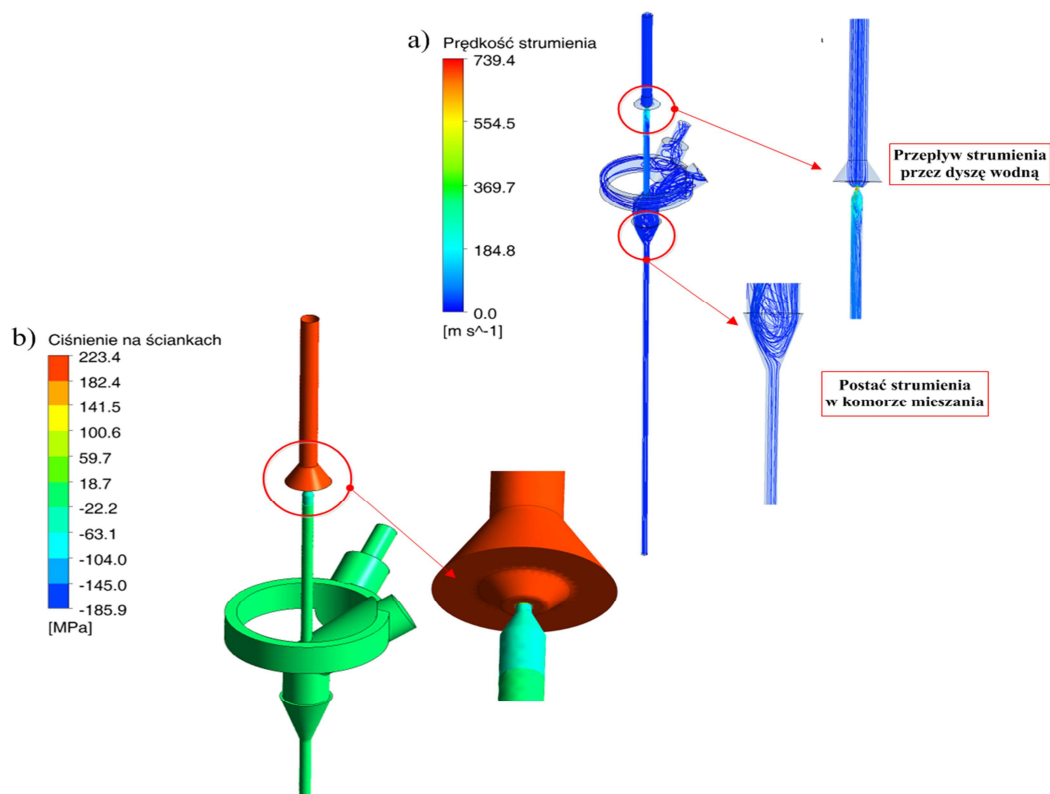 a) Prędkość strumienia
739.4
554.5
369.7
184.8
0.0
[m s^-1]
Przepływ strumienia
przez dyszę wodną
Postać strumienia
w komorze mieszania
b) Ciśnienie na ściankach
223.4
182.4
141.5
100.6
59.7
18.7
-22.2
-63.1
-104.0
-145.0
-185.9
[MPa]